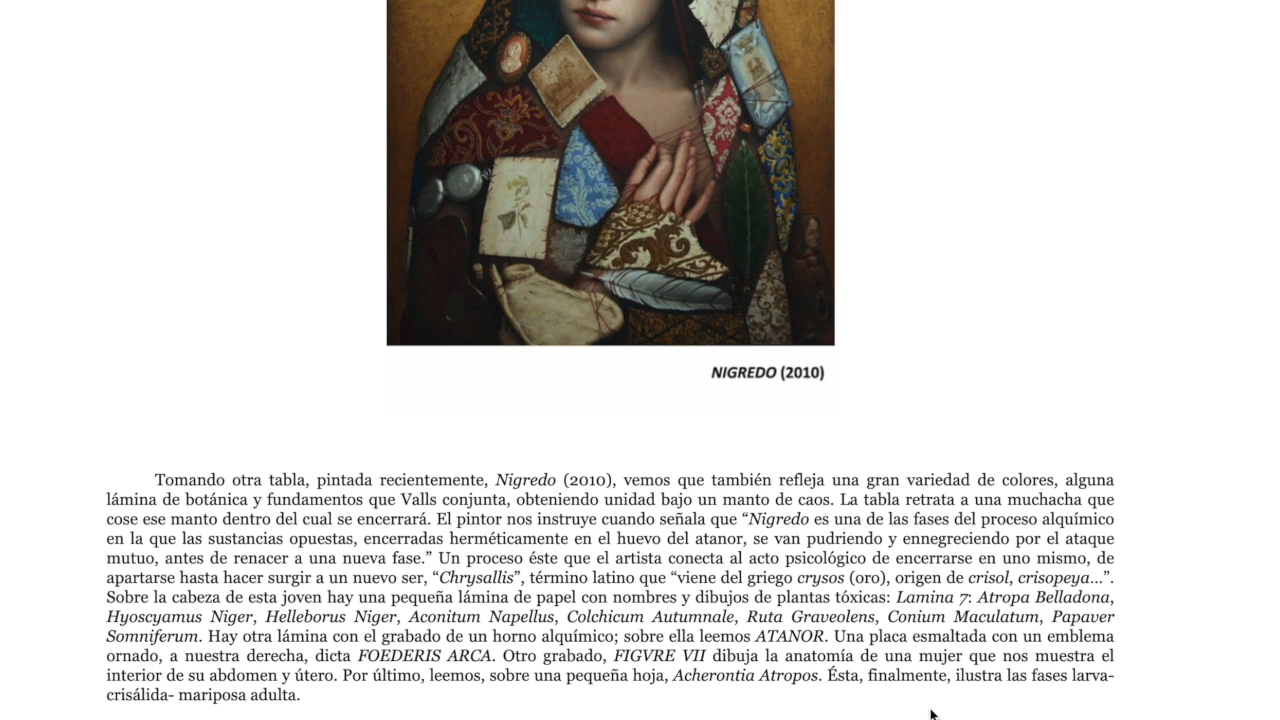 NIGREDO (2010)
Tomando otra tabla, pintada recientemente, Nigredo (2010), vemos que también refleja una gran variedad de colores, alguna
lámina de botánica y fundamentos que Valls conjunta, obteniendo unidad bajo un manto de caos. La tabla retrata a una muchacha que
cose ese manto dentro del cual se encerrará. El pintor nos instruye cuando señala que “Nigredo es una de las fases del proceso alquímico
en la que las sustancias opuestas, encerradas herméticamente en el huevo del atanor, se van pudriendo y ennegreciendo por el ataque
mutuo, antes de renacer a una nueva fase.” Un proceso éste que el artista conecta al acto psicológico de encerrarse en uno mismo, de
apartarse hasta hacer surgir a un nuevo ser, “Chrysallis”, término latino que “viene del griego crysos (oro), origen de crisol, crisopeya...”.
Sobre la cabeza de esta joven hay una pequeña lámina de papel con nombres y dibujos de plantas tóxicas: Lamina 7: Atropa Belladona,
Hyoscyamus Niger, Helleborus Niger, Aconitum Napellus, Colchicum Autumnale, Ruta Graveolens, Conium Maculatum, Papaver
Somniferum. Hay otra lámina con el grabado de un horno alquímico; sobre ella leemos ATANOR. Una placa esmaltada con un emblema
ornado, a nuestra derecha, dicta FOEDERIS ARCA. Otro grabado, FIGVRE VII dibuja la anatomía de una mujer que nos muestra el
interior de su abdomen y útero. Por último, leemos, sobre una pequeña hoja, Acherontia Atropos. Ésta, finalmente, ilustra las fases larva-
crisálida- mariposa adulta.